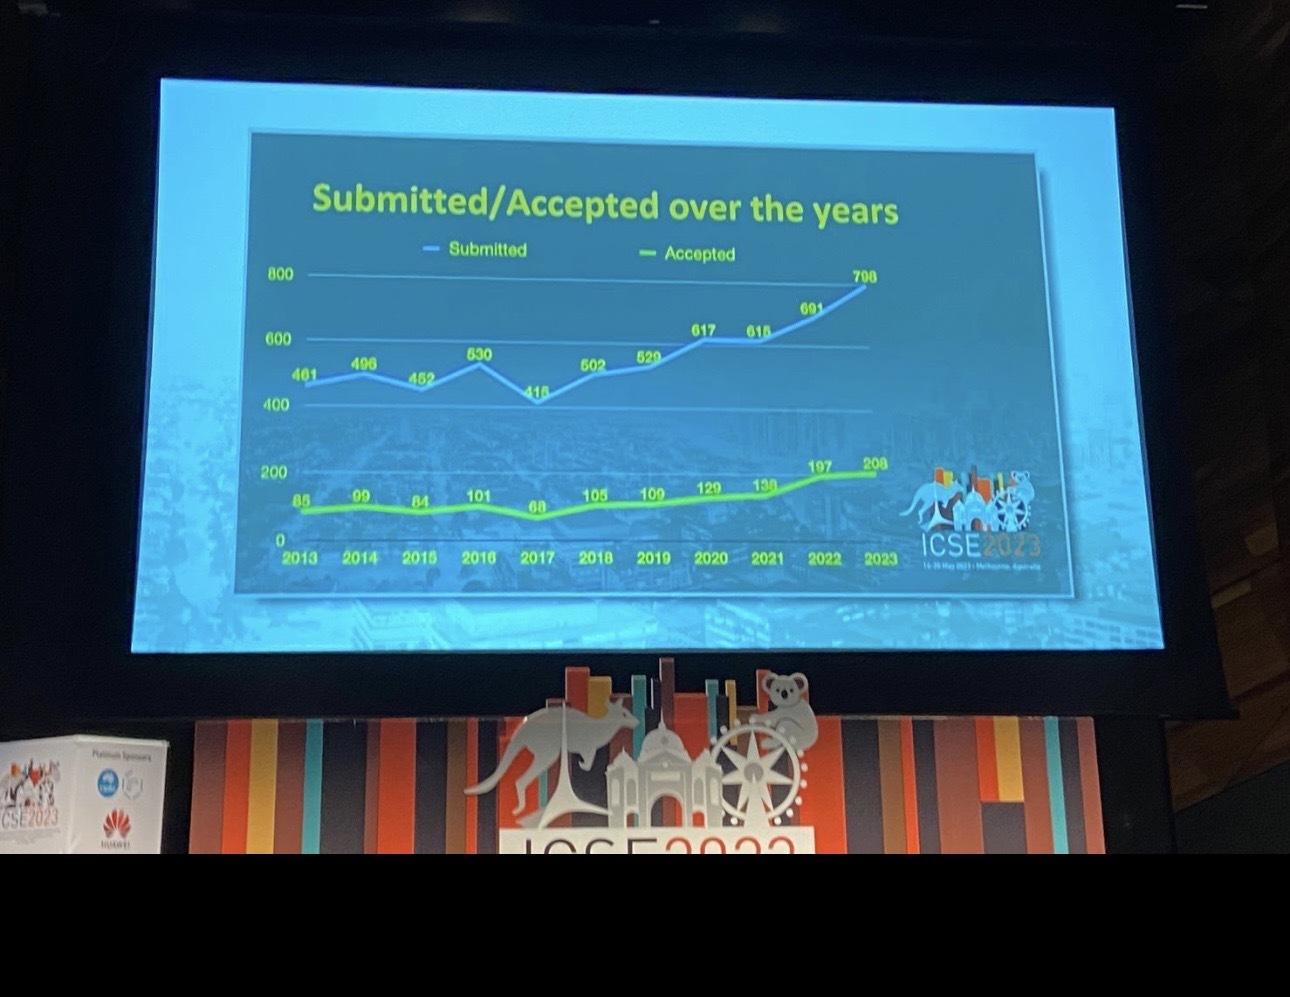 Submitted/Accepted over the years
Submitted Accepted
800
600
400
200
0
461 496 452 530 415 502 529 617 615 691 798
85 99 84 101 68 105 109 129 138 197 208
2013 2014 2015 2016 2017 2018 2019 2020 2021 2022 2023
ICSE2023
14-20 May 2023 - Melbourne, Australia
Platinum Sponsors
CSE2023
HUAWEI
ICSE2023